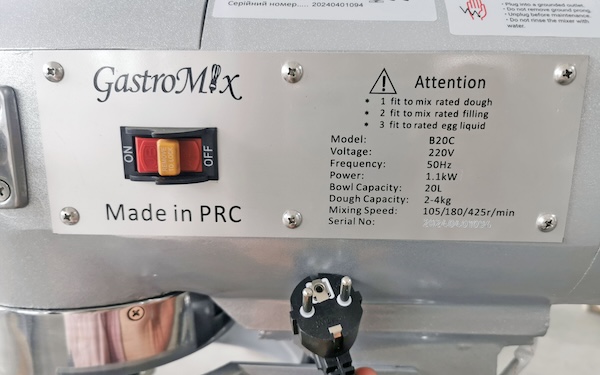 Серійний номер..... 20240401094
- Plug into a grounded outlet.
- Do not remove ground prong.
- Unplug before maintenance.
- Do not rinse the mixer with water.
GastroMix
ON
OFF
Made in PRC
Attention
• 1 fit to mix rated dough
• 2 fit to mix rated filling
• 3 fit to rated egg liquid
Model: B20C
Voltage: 220V
Frequency: 50Hz
Power: 1.1kW
Bowl Capacity: 20L
Dough Capacity: 2-4kg
Mixing Speed: 105/180/425r/min
Serial No: